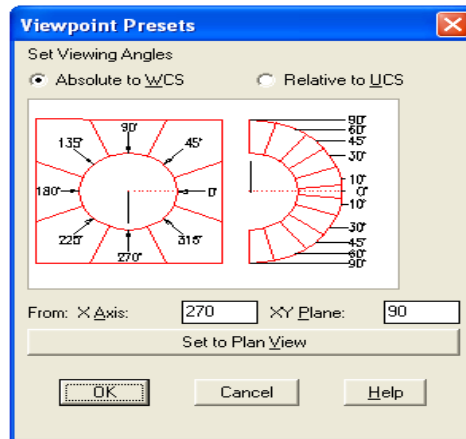 Viewpoint Presets
Set Viewing Angles
Absolute to WCS
Relative to UCS
90°
135°
45°
180°
0°
225°
315°
270°
90°
60°
45°
30°
10°
0°
10°
30°
45°
60°
90°
From: X Axis: 270 XY Plane: 90
Set to Plan View
OK Cancel Help